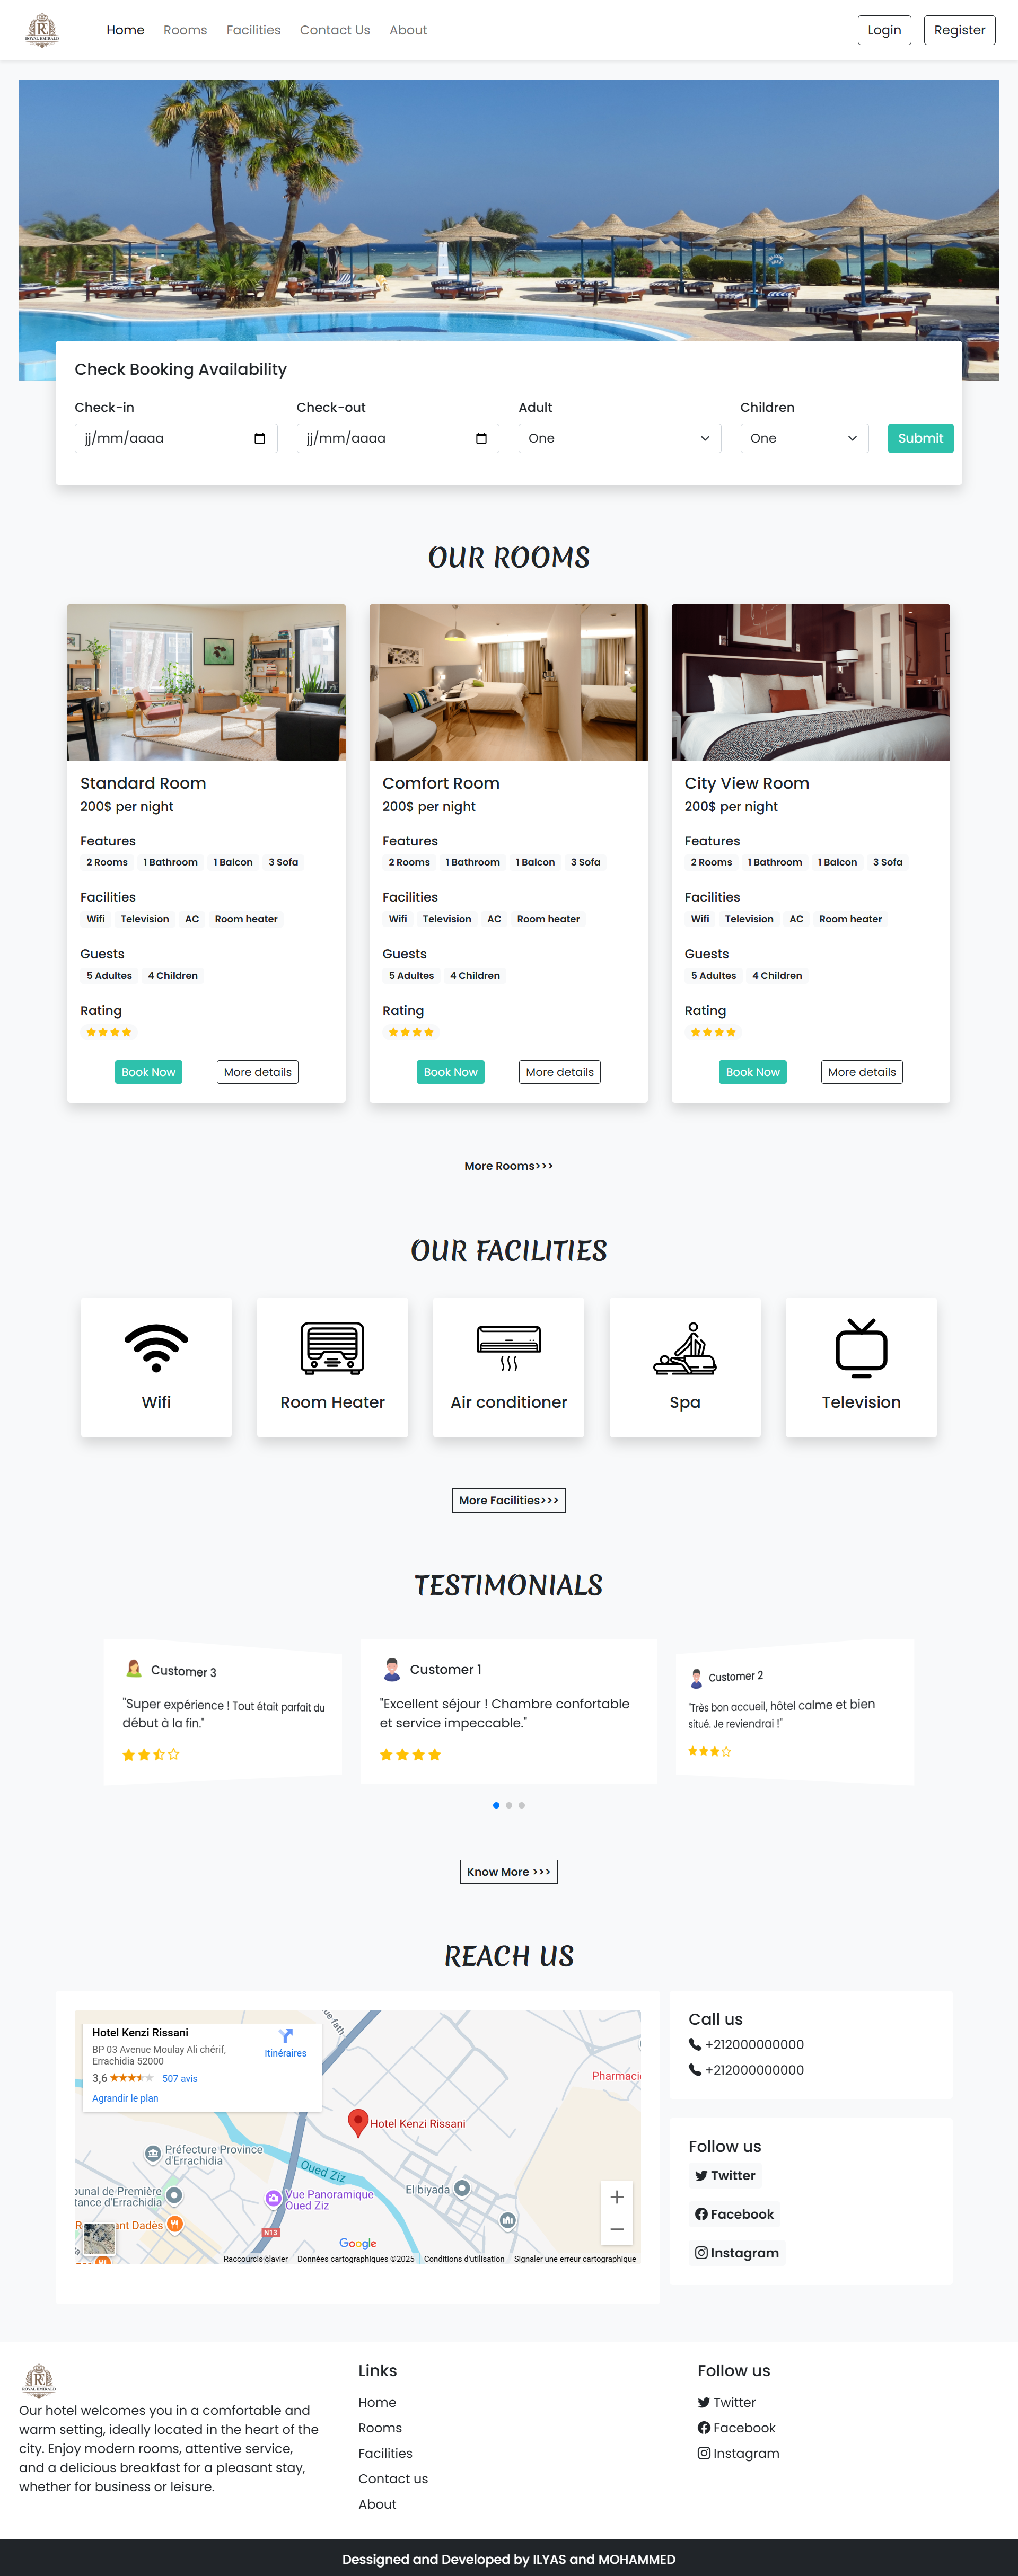 ROYAL EMERALD
Home Rooms Facilities Contact Us About Login Register
Check Booking Availability
Check-in Check-out Adult Children
jj/mm/aaaa jj/mm/aaaa One One Submit
OUR ROOMS
Standard Room Comfort Room City View Room
200$ per night 200$ per night 200$ per night
Features Features Features
2 Rooms 1 Bathroom 1 Balcon 3 Sofa 2 Rooms 1 Bathroom 1 Balcon 3 Sofa 2 Rooms 1 Bathroom 1 Balcon 3 Sofa
Facilities Facilities Facilities
Wifi Television AC Room heater Wifi Television AC Room heater Wifi Television AC Room heater
Guests Guests Guests
5 Adultes 4 Children 5 Adultes 4 Children 5 Adultes 4 Children
Rating Rating Rating
Book Now More details Book Now More details Book Now More details
More Rooms>>>
OUR FACILITIES
Wifi Room Heater Air conditioner Spa Television
More Facilities>>>
TESTIMONIALS
Customer 3
"Super expérience ! Tout était parfait du
début à la fin."
Customer 1
"Excellent séjour ! Chambre confortable
et service impeccable."
Customer 2
"Très bon accueil, hôtel calme et bien
situé. Je reviendrai !"
Know More >>>
REACH US
Hotel Kenzi Rissani
BP 03 Avenue Moulay Ali chérif,
Errachidia 52000
3,6 507 avis
Agrandir le plan
Itinéraires
Hotel Kenzi Rissani
Préfecture Province
d'Errachidia
Oued Ziz
El biyada
Vue Panoramique
Oued Ziz
de Première
d'Errachidia
Dadès
N13
Google
Raccourcis clavier Données cartographiques ©2025 Conditions d'utilisation Signaler une erreur cartographique
Call us
+212000000000
+212000000000
Follow us
Twitter
Facebook
Instagram
ROYAL EMERALD
Our hotel welcomes you in a comfortable and
warm setting, ideally located in the heart of the
city. Enjoy modern rooms, attentive service,
and a delicious breakfast for a pleasant stay,
whether for business or leisure.
Links
Home
Rooms
Facilities
Contact us
About
Follow us
Twitter
Facebook
Instagram
Dessigned and Developed by ILYAS and MOHAMMED